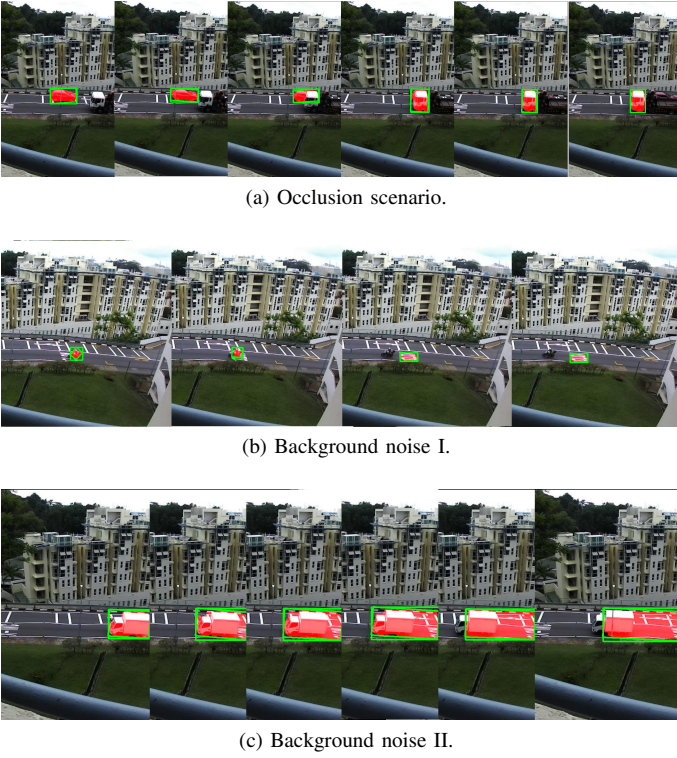 (a) Occlusion scenario.
(b) Background noise I.
(c) Background noise II.